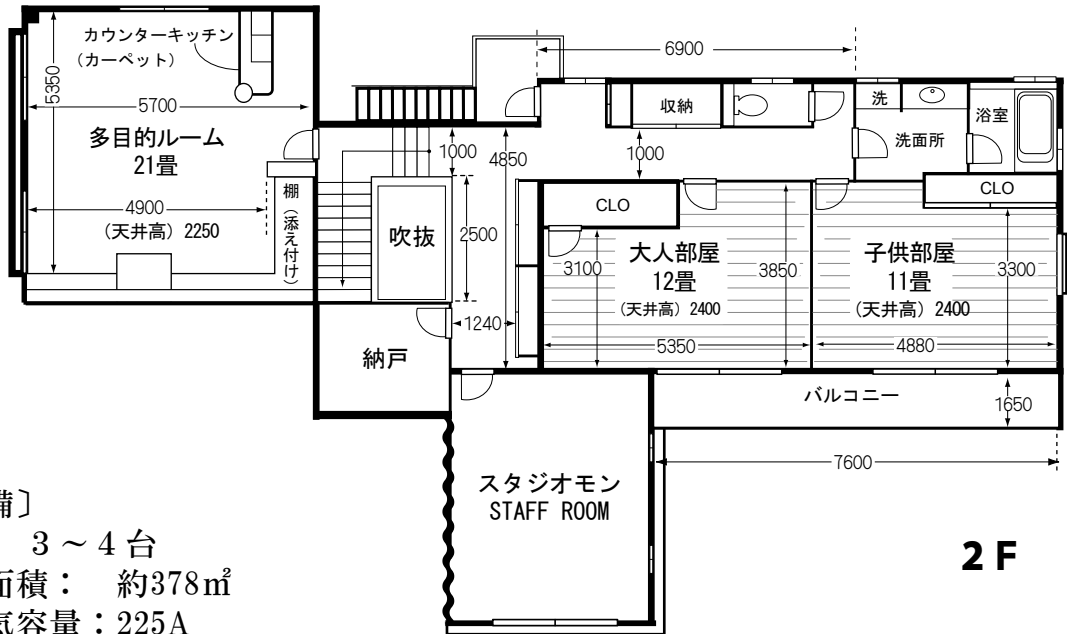 カウンターキッチン
(カーペット)
5350
5700
多目的ルーム
21畳
4900
(天井高) 2250
棚(添え付け)
吹抜
納戸
1000
4850
2500
1240
6900
収納
1000
洗
洗面所
浴室
CLO
大人部屋
12畳
(天井高) 2400
3100
3850
5350
CLO
子供部屋
11畳
(天井高) 2400
3300
4880
バルコニー
1650
7600
スタジオモン
STAFF ROOM
2F
備〕
3～4台
面積： 約378㎡
気容量：225A